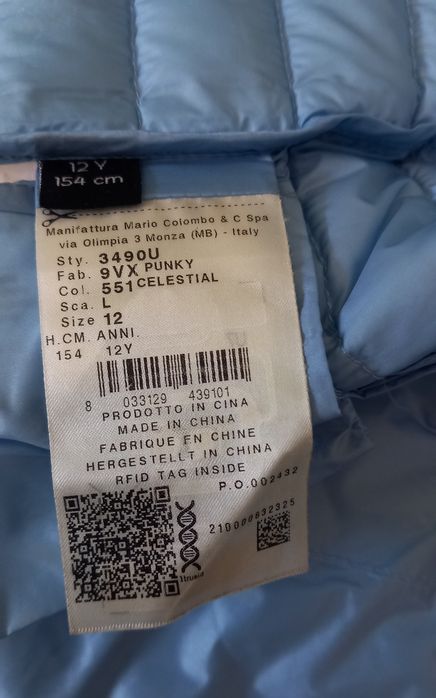 12 Y
154 cm
Manifattura Mario Colombo & C Spa
via Olimpia 3 Monza (MB) - Italy
Sty. 3490U
Fab. 9VX PUNKY
Col. 551 CELESTIAL
Sca. L
Size 12
H.CM. ANNI.
154 12Y
8 033129 439101
PRODOTTO IN CINA
MADE IN CHINA
FABRIQUE EN CHINE
HERGESTELLT IN CHINA
RFID TAG INSIDE
P.O.002432
210000632325
1trueid